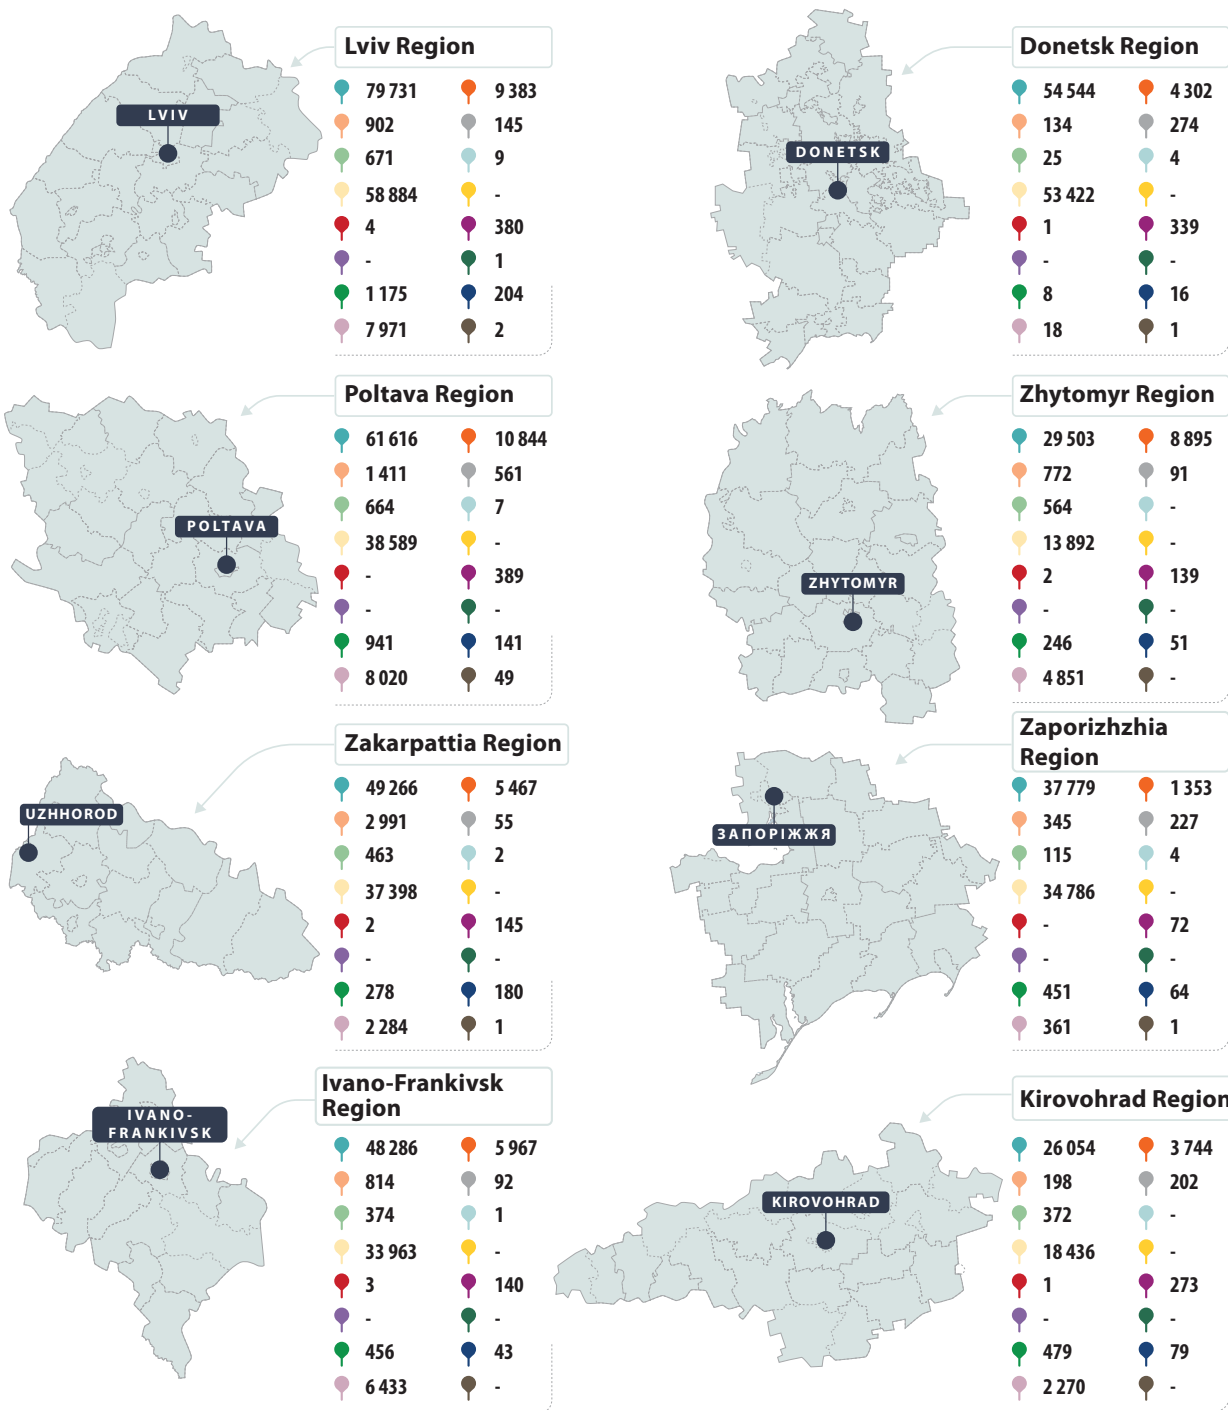 Lviv Region
LVIV
79 731 9 383
902 145
671 9
58 884 -
4 380
- 1
1 175 204
7 971 2
Donetsk Region
DONETSK
54 544 4 302
134 274
25 4
53 422 -
1 339
- -
8 16
18 1
Poltava Region
POLTAVA
61 616 10 844
1 411 561
664 7
38 589 -
- 389
- -
941 141
8 020 49
Zhytomyr Region
ZHYTOMYR
29 503 8 895
772 91
564 -
13 892 -
2 139
- -
246 51
4 851 -
Zakarpattia Region
UZHHOROD
49 266 5 467
2 991 55
463 2
37 398 -
2 145
- -
278 180
2 284 1
Zaporizhzhia
Region
ЗАПОРІЖЖЯ
37 779 1 353
345 227
115 4
34 786 -
- 72
- -
451 64
361 1
Ivano-Frankivsk
Region
IVANO-
FRANKIVSK
48 286 5 967
814 92
374 1
33 963 -
3 140
- -
456 43
6 433 -
Kirovohrad Region
KIROVOHRAD
26 054 3 744
198 202
372 -
18 436 -
1 273
- -
479 79
2 270 -